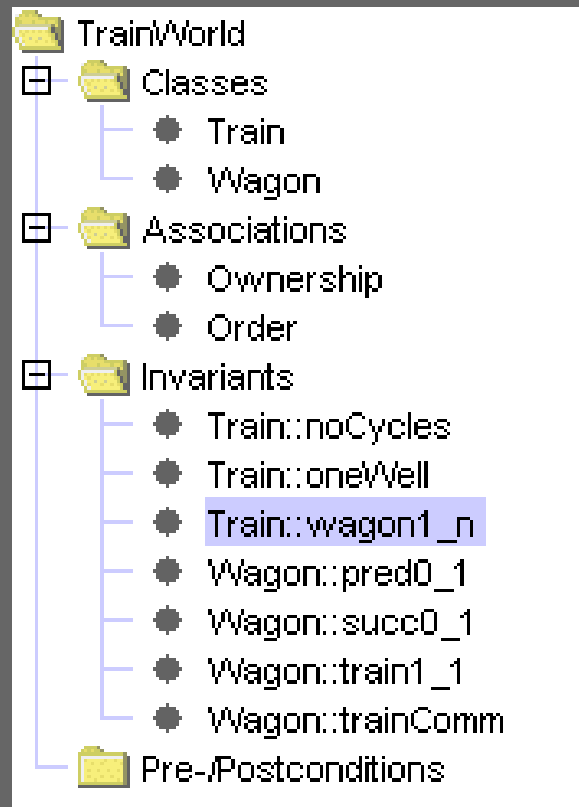 TrainWorld
Classes
Train
Wagon
Associations
Ownership
Order
Invariants
Train::noCycles
Train::oneWell
Train::wagon1_n
Wagon::pred0_1
Wagon::succ0_1
Wagon::train1_1
Wagon::trainComm
Pre-/Postconditions